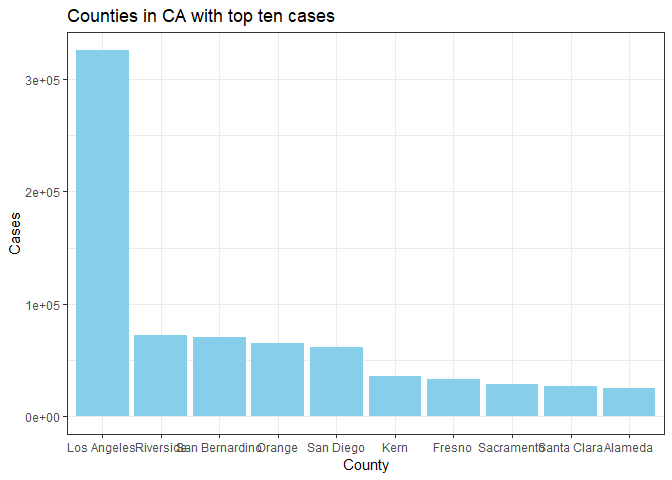 Counties in CA with top ten cases
3e+05
2e+05
1e+05
0e+00
Cases
Los Angeles Riverside San Bernardino Orange San Diego Kern Fresno Sacramento Santa Clara Alameda
County